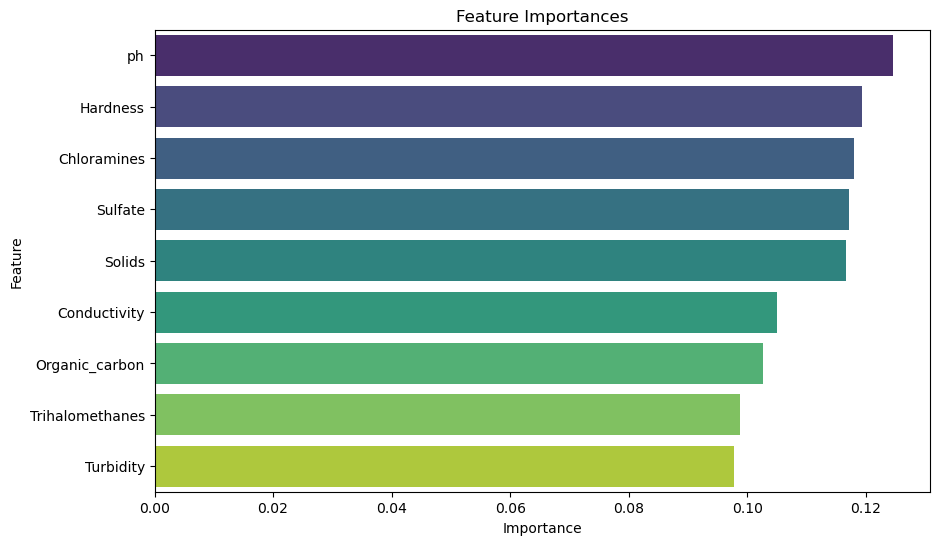 Feature Importances
Feature
ph
Hardness
Chloramines
Sulfate
Solids
Conductivity
Organic_carbon
Trihalomethanes
Turbidity
0.00 0.02 0.04 0.06 0.08 0.10 0.12
Importance